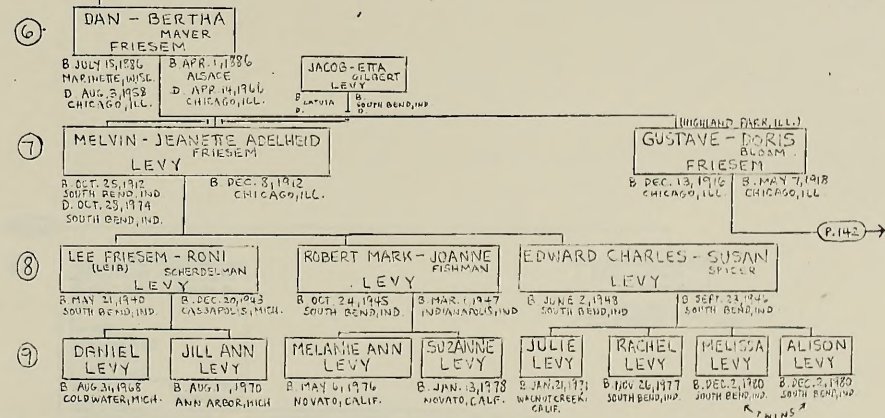 6
DAN - BERTHA
MAYER
FRIESEM
B JULY 15, 1886
MARINETTE, WISC.
D. AUG. 3, 1958
CHICAGO, ILL.
B APR. 1, 1886
ALSACE
D. APR. 14, 1966
CHICAGO, ILL.
JACOB - ETTA
GILBERT
LEVY
B LATVIA
D.
B SOUTH BEND, IND.
D.
7
MELVIN - JEANETTE ADELHEID
FRIESEM
LEVY
B. OCT. 25, 1912
SOUTH BEND, IND
D. OCT. 28, 1974
SOUTH BEND, IND.
B. DEC. 8, 1912
CHICAGO, ILL.
(HIGHLAND PARK, ILL.)
GUSTAVE - DORIS
BLOOM
FRIESEM
B DEC. 13, 1916
CHICAGO, ILL.
B. MAY 7, 1918
CHICAGO, ILL
P. 142
8
LEE FRIESEM - RONI
(LEIB) SCHERDELMAN
LEVY
B. MAY 21, 1940
SOUTH BEND, IND.
B. DEC. 20, 1943
CASSAPOLIS, MICH.
ROBERT MARK - JOANNE
FISHMAN
LEVY
B. OCT. 24, 1945
SOUTH BEND, IND.
B. MAR. 1, 1947
INDIANAPOLIS, IND
EDWARD CHARLES - SUSAN
SPICER
LEVY
B JUNE 2, 1948
SOUTH BEND, IND.
B SEPT. 23, 1946
SOUTH BEND, IND
9
DANIEL
LEVY
B AUG. 31, 1968
COLDWATER, MICH.
JILL ANN
LEVY
B AUG 1, 1970
ANN ARBOR, MICH
MELANIE ANN
LEVY
B. MAY 6, 1976
NOVATO, CALIF.
SUZANNE
LEVY
B. JAN. 13, 1978
NOVATO, CALF.
JULIE
LEVY
B JAN. 21, 1971
WALNUT CREEK,
CALIF.
RACHEL
LEVY
B. NOV 26, 1977
SOUTH BEND, IND
MELISSA
LEVY
B. DEC. 2, 1980
SOUTH BEND, IND
ALISON
LEVY
B. DEC. 2, 1980
SOUTH BEND, IND.
TWINS